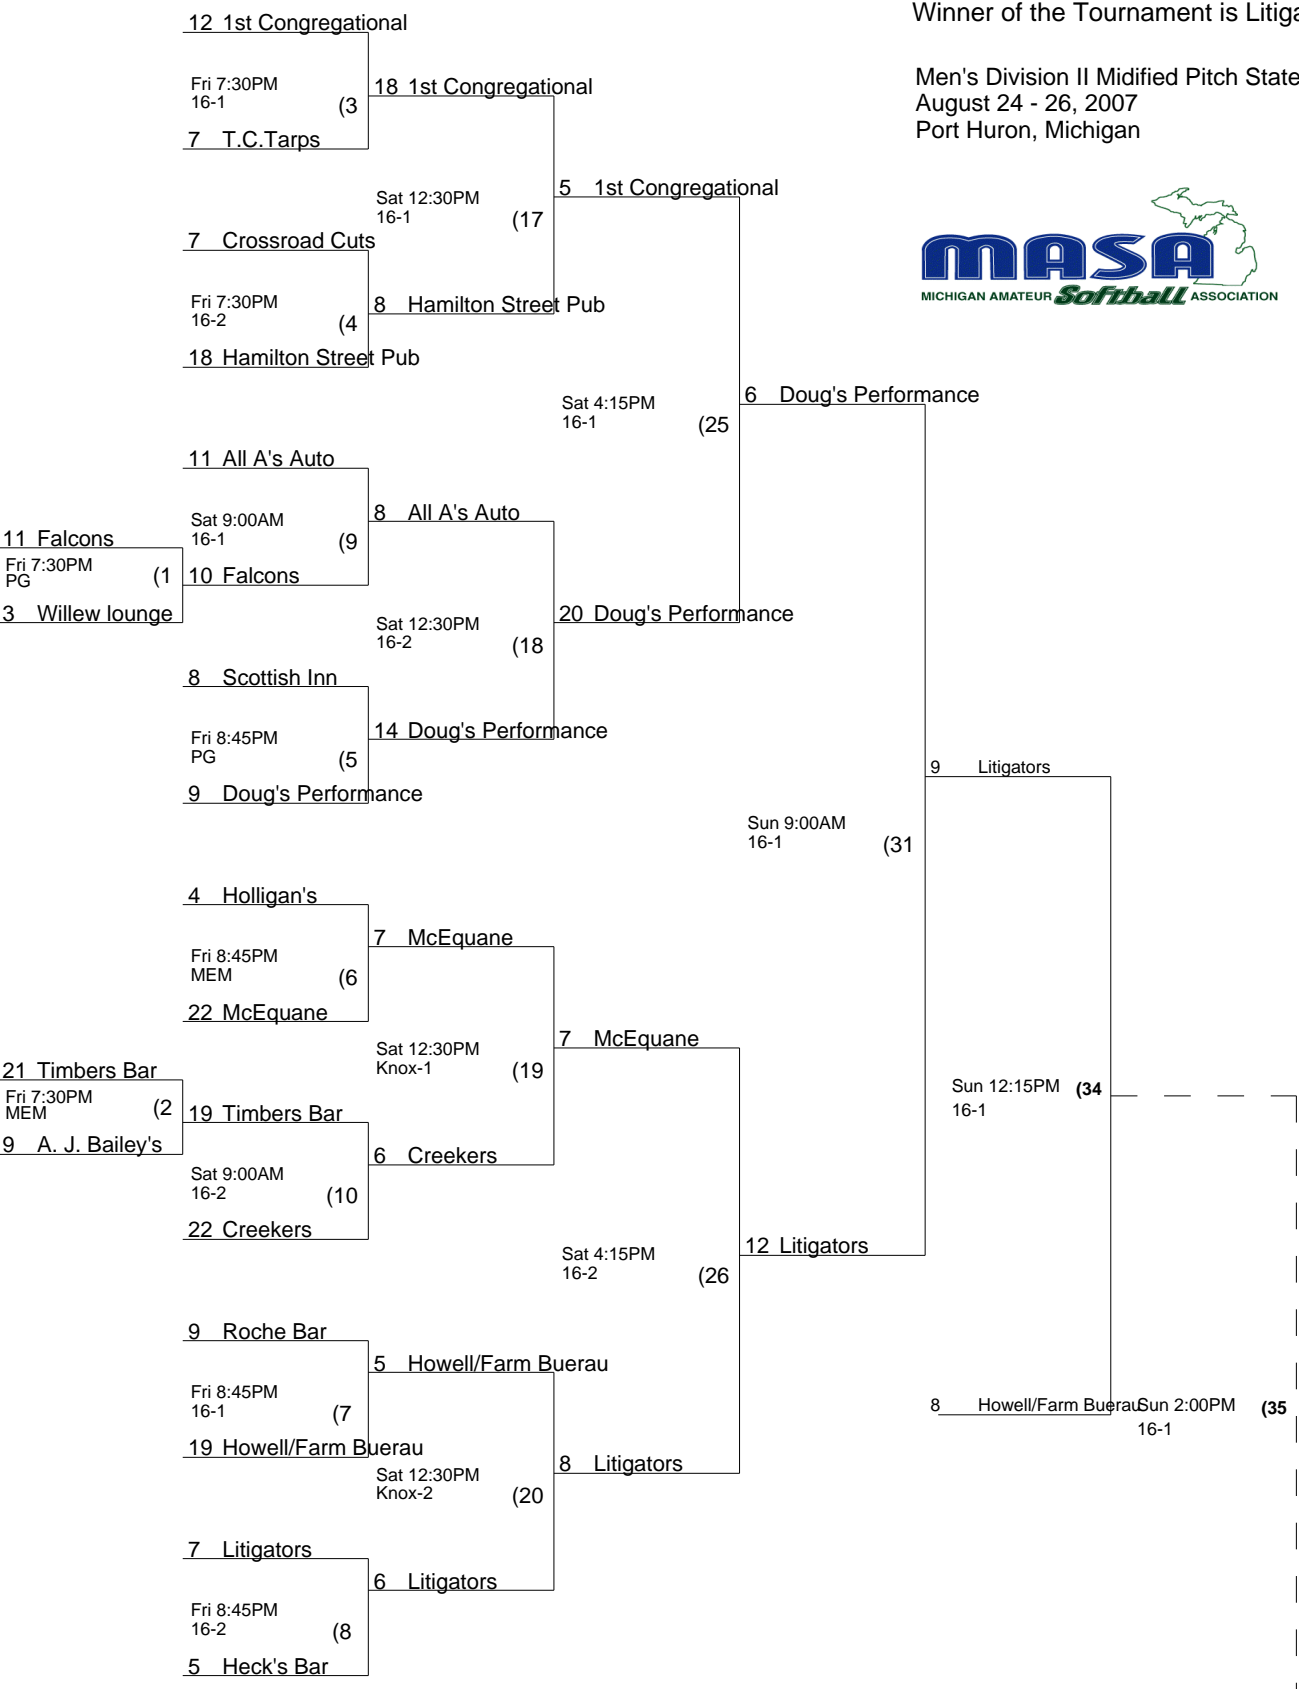 Winner of the Tournament is Litiga
Men's Division II Midified Pitch State
August 24 - 26, 2007
Port Huron, Michigan
MASA
MICHIGAN AMATEUR Softball ASSOCIATION
12 1st Congregational
Fri 7:30PM
16-1 (3
7 T.C.Tarps
18 1st Congregational
Sat 12:30PM
16-1 (17
7 Crossroad Cuts
Fri 7:30PM
16-2 (4
18 Hamilton Street Pub
8 Hamilton Street Pub
5 1st Congregational
Sat 4:15PM
16-1 (25
11 All A's Auto
Sat 9:00AM
16-1 (9
11 Falcons
Fri 7:30PM
PG (1
3 Willew lounge
10 Falcons
8 All A's Auto
Sat 12:30PM
16-2 (18
8 Scottish Inn
Fri 8:45PM
PG (5
9 Doug's Performance
14 Doug's Performance
20 Doug's Performance
6 Doug's Performance
Sun 9:00AM
16-1 (31
4 Holligan's
Fri 8:45PM
MEM (6
22 McEquane
7 McEquane
Sat 12:30PM
Knox-1 (19
21 Timbers Bar
Fri 7:30PM
MEM (2
9 A. J. Bailey's
19 Timbers Bar
Sat 9:00AM
16-2 (10
22 Creekers
6 Creekers
7 McEquane
Sat 4:15PM
16-2 (26
9 Roche Bar
Fri 8:45PM
16-1 (7
19 Howell/Farm Buerau
5 Howell/Farm Buerau
Sat 12:30PM
Knox-2 (20
7 Litigators
Fri 8:45PM
16-2 (8
5 Heck's Bar
6 Litigators
8 Litigators
12 Litigators
9 Litigators
Sun 12:15PM (34
16-1
8 Howell/Farm Buerau
Sun 2:00PM (35
16-1